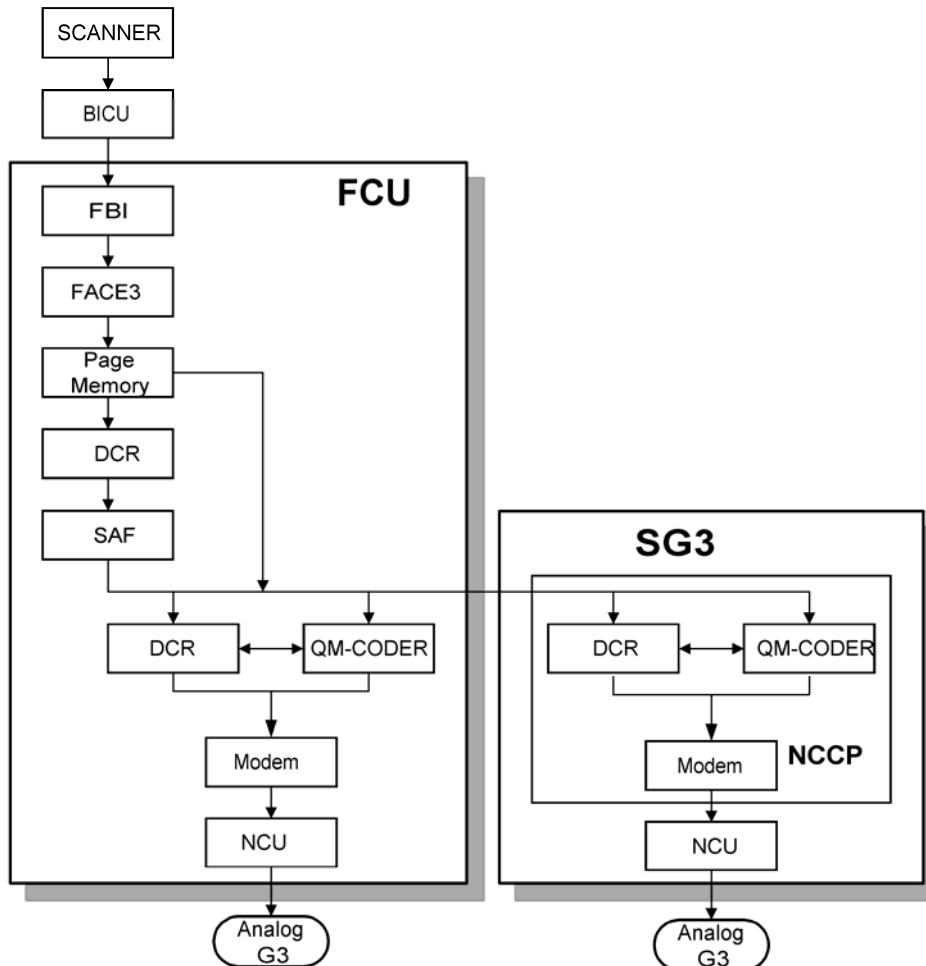 SCANNER
BICU
FCU
FBI
FACE3
Page
Memory
DCR
SAF
SG3
DCR
QM-CODER
DCR
QM-CODER
Modem
NCCP
Modem
NCU
NCU
Analog
G3
Analog
G3